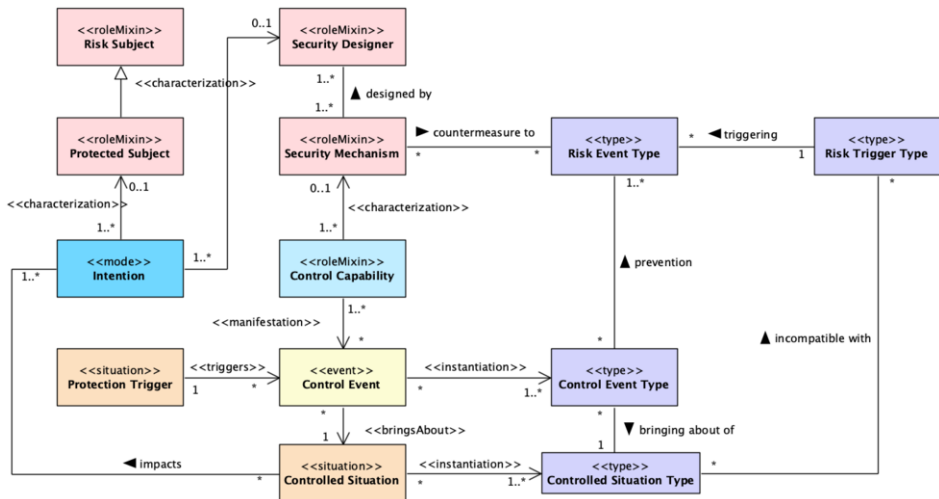 <<roleMixin>>
Risk Subject
0..1
<<roleMixin>>
Security Designer
<<characterization>>
1..*
▲ designed by
1..*
<<roleMixin>>
Protected Subject
<<roleMixin>>
Security Mechanism
► countermeasure to
*
*
<<type>>
Risk Event Type
*
◄ triggering
1
<<type>>
Risk Trigger Type
0..1
0..1
1..*
*
<<characterization>>
<<characterization>>
1..*
1..*
<<mode>>
Intention
1..*
1..*
<<roleMixin>>
Control Capability
▲ prevention
1..*
<<manifestation>>
*
*
▲ incompatible with
<<situation>>
Protection Trigger
<<triggers>>
1
*
<<event>>
Control Event
<<instantiation>>
*
1..*
<<type>>
Control Event Type
*
*
<<bringsAbout>>
▼ bringing about of
1
1
◄ impacts
*
<<situation>>
Controlled Situation
<<instantiation>>
*
1..*
<<type>>
Controlled Situation Type
*